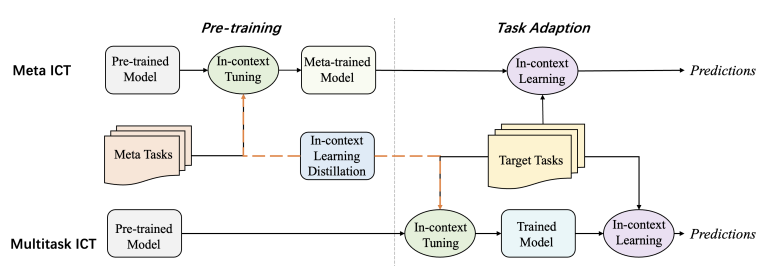 Pre-training
Task Adaption
Meta ICT
Pre-trained
Model
In-context
Tuning
Meta-trained
Model
In-context
Learning
Predictions
Meta Tasks
In-context
Learning
Distillation
Target Tasks
Multitask ICT
Pre-trained
Model
In-context
Tuning
Trained
Model
In-context
Learning
Predictions